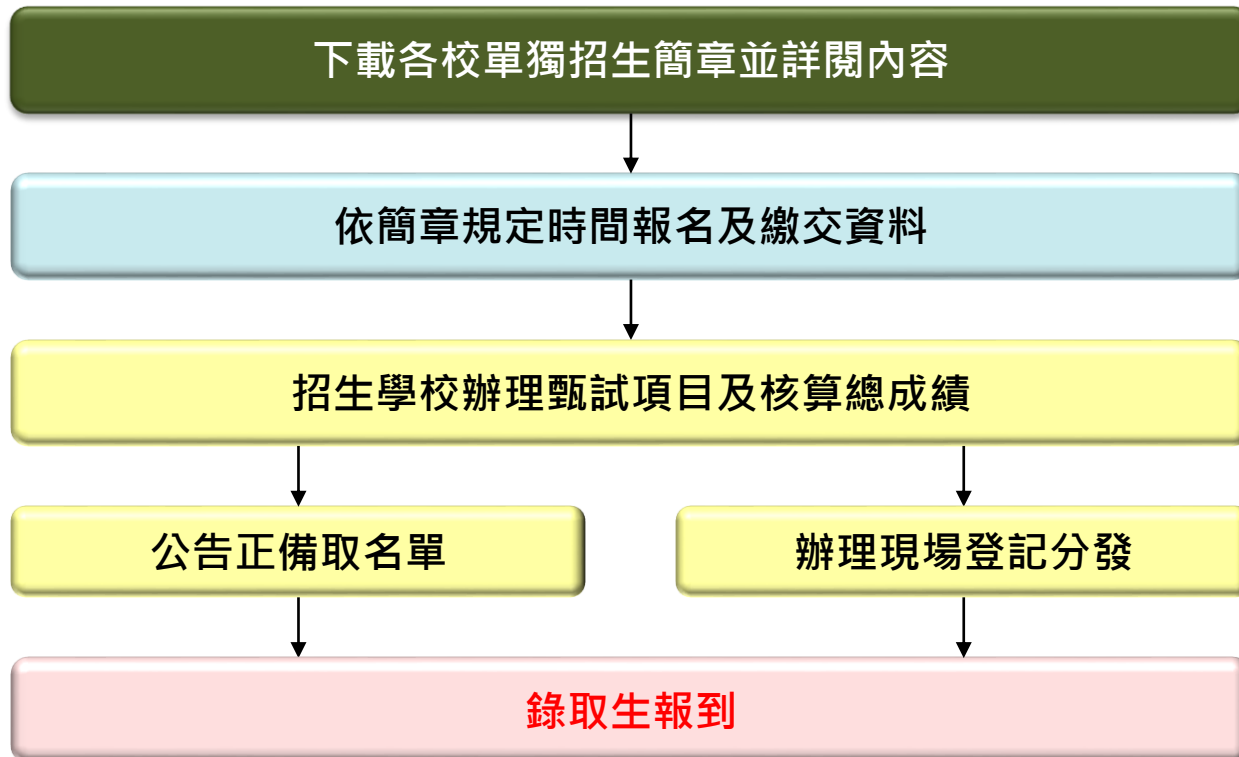 下載各校單獨招生簡章並詳閱內容
依簡章規定時間報名及繳交資料
招生學校辦理甄試項目及核算總成績
公告正備取名單
辦理現場登記分發
錄取生報到